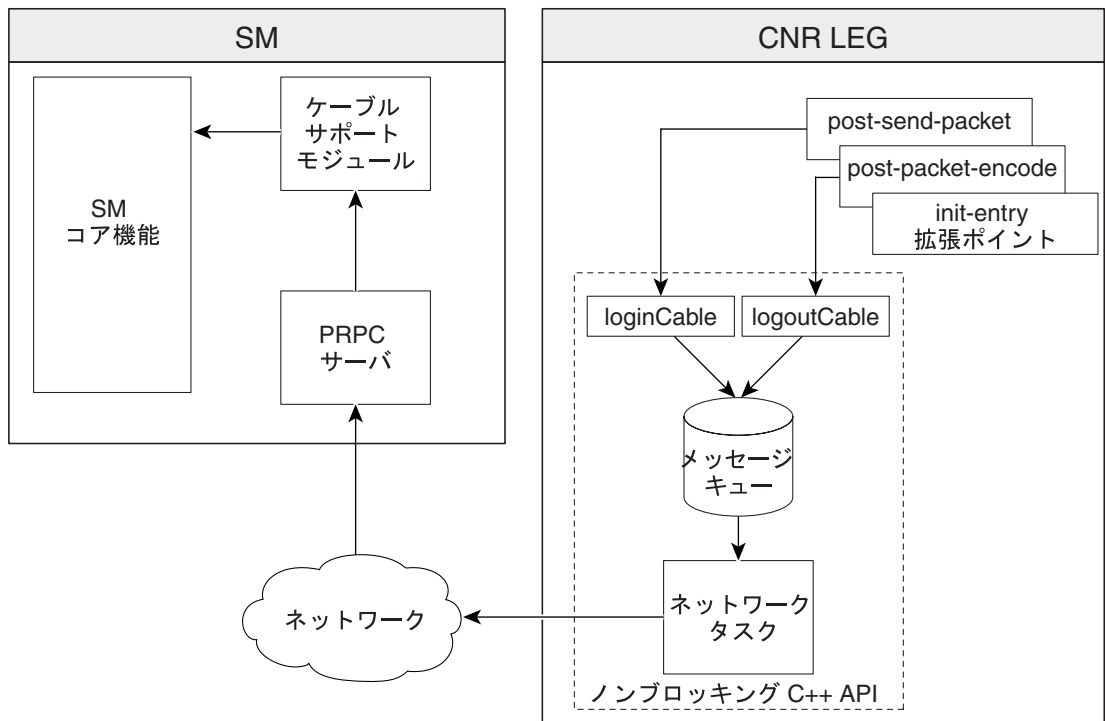 SM
CNR LEG
SM
コア機能
ケーブル
サポート
モジュール
PRPC
サーバ
post-send-packet
post-packet-encode
init-entry
拡張ポイント
loginCable
logoutCable
メッセージ
キュー
ネットワーク
ネットワーク
タスク
ノンブロッキング C++ API